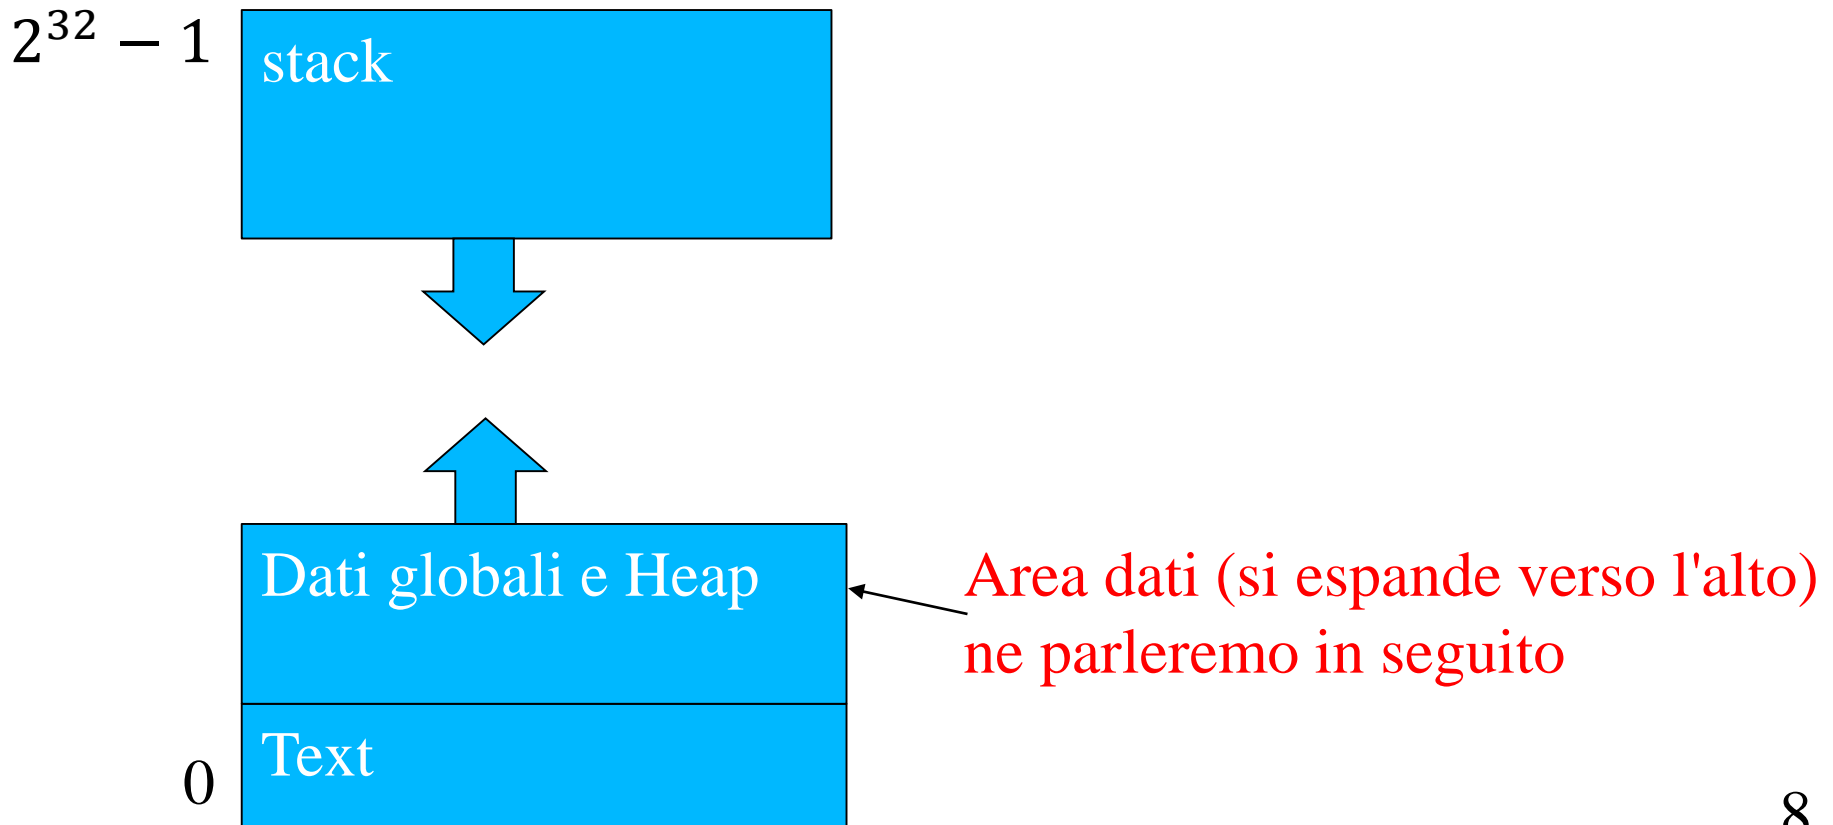 2³² − 1
stack
Dati globali e Heap
Area dati (si espande verso l'alto)
ne parleremo in seguito
Text
0
8